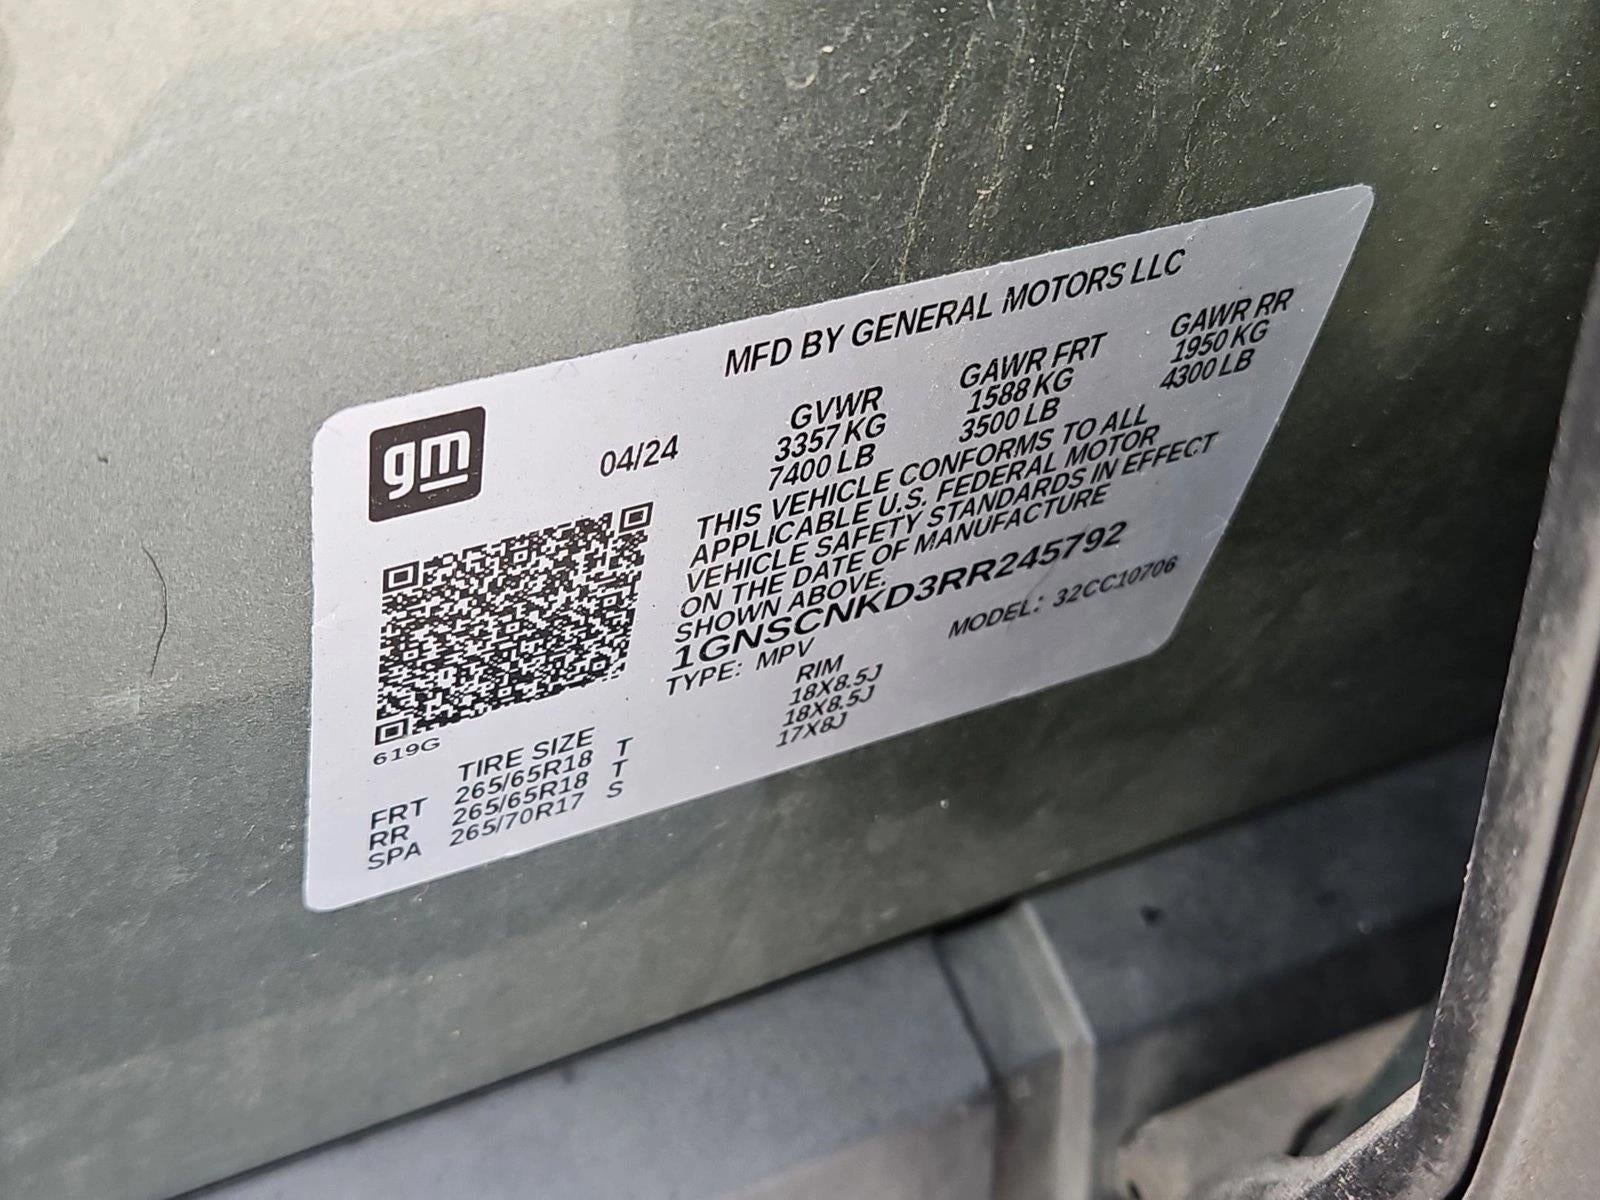 MFD BY GENERAL MOTORS LLC
gm
04/24
GVWR GAWR FRT GAWR RR
3357 KG 1588 KG 1950 KG
7400 LB 3500 LB 4300 LB
THIS VEHICLE CONFORMS TO ALL
APPLICABLE U.S. FEDERAL MOTOR
VEHICLE SAFETY STANDARDS IN EFFECT
ON THE DATE OF MANUFACTURE
SHOWN ABOVE.
1GNSCNKD3RR245792
TYPE: MPV MODEL: 32CC10706
619G
TIRE SIZE RIM
FRT 265/65R18 T 18X8.5J
RR 265/65R18 T 18X8.5J
SPA 265/70R17 S 17X8J